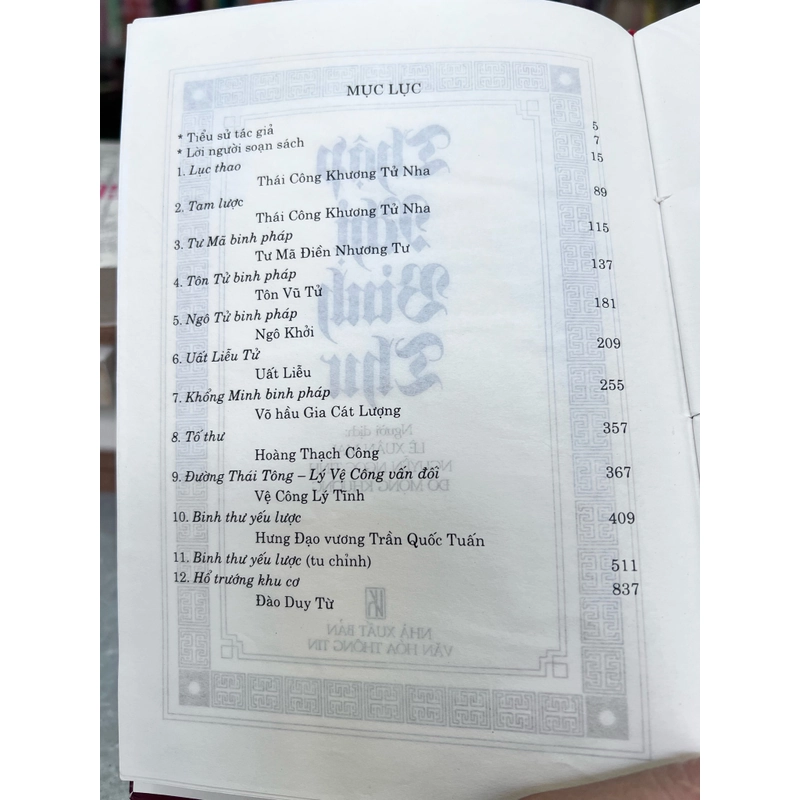 MỤC LỤC
* Tiểu sử tác giả 5
* Lời người soạn sách 7
1. Lục thao 15
Thái Công Khương Tử Nha
2. Tam lược 89
Thái Công Khương Tử Nha
3. Tư Mã binh pháp 115
Tư Mã Điền Nhương Tư
4. Tôn Tử binh pháp 137
Tôn Vũ Tử
5. Ngô Tử binh pháp 181
Ngô Khởi
6. Uất Liễu Tử 209
Uất Liễu
7. Khổng Minh binh pháp 255
Võ hầu Gia Cát Lượng
8. Tố thư 357
Hoàng Thạch Công
9. Đường Thái Tông – Lý Vệ Công vấn đối 367
Vệ Công Lý Tĩnh
10. Binh thư yếu lược 409
Hưng Đạo vương Trần Quốc Tuấn
11. Binh thư yếu lược (tu chỉnh) 511
12. Hổ trướng khu cơ 837
Đào Duy Từ
Thập
Nhị
Binh
Thư
Người dịch:
NHÀ XUẤT BẢN
VĂN HÓA THÔNG TIN